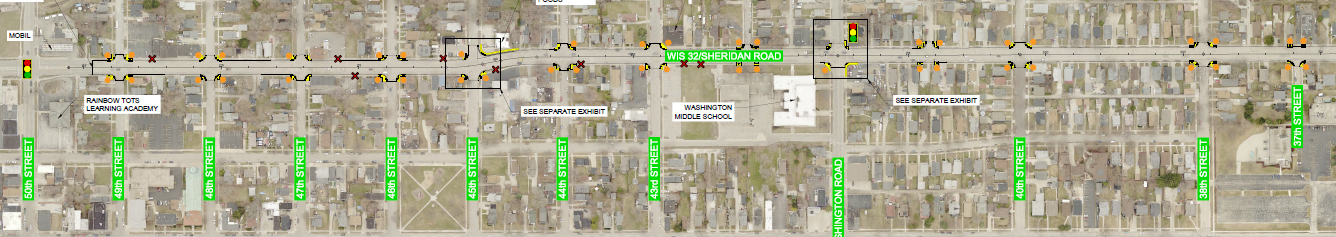 FOODS
MOBIL
WIS 32/SHERIDAN ROAD
RAINBOW TOTS
LEARNING ACADEMY
SEE SEPARATE EXHIBIT
WASHINGTON
MIDDLE SCHOOL
SEE SEPARATE EXHIBIT
50th STREET
49th STREET
48th STREET
47th STREET
46th STREET
45th STREET
44th STREET
43rd STREET
SHINGTON ROAD
40th STREET
38th STREET
37th STREET